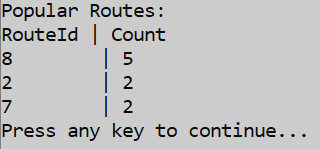 Popular Routes:
RouteId | Count
8       | 5
2       | 2
7       | 2
Press any key to continue...